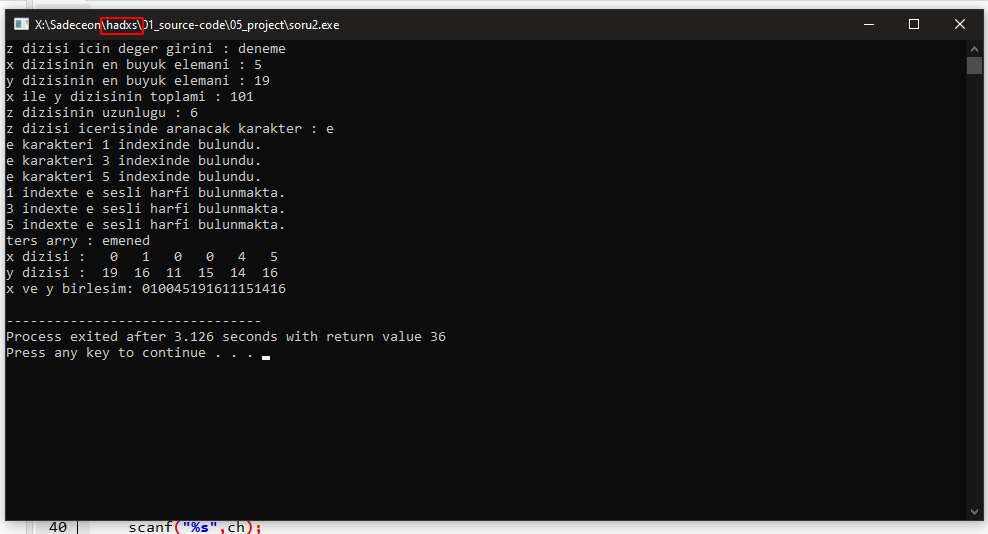 X:\Sadeceon\hadxs\01_source-code\05_project\soru2.exe
z dizisi icin deger girini : deneme
x dizisinin en buyuk elemani : 5
y dizisinin en buyuk elemani : 19
x ile y dizisinin toplami : 101
z dizisinin uzunlugu : 6
z dizisi icerisinde aranacak karakter : e
e karakteri 1 indexinde bulundu.
e karakteri 3 indexinde bulundu.
e karakteri 5 indexinde bulundu.
1 indexte e sesli harfi bulunmakta.
3 indexte e sesli harfi bulunmakta.
5 indexte e sesli harfi bulunmakta.
ters arry : emened
x dizisi :   0   1   0   0   4   5
y dizisi :  19  16  11  15  14  16
x ve y birlesim: 010045191611151416
--------------------------------
Process exited after 3.126 seconds with return value 36
Press any key to continue . . .
40 scanf("%s",ch);